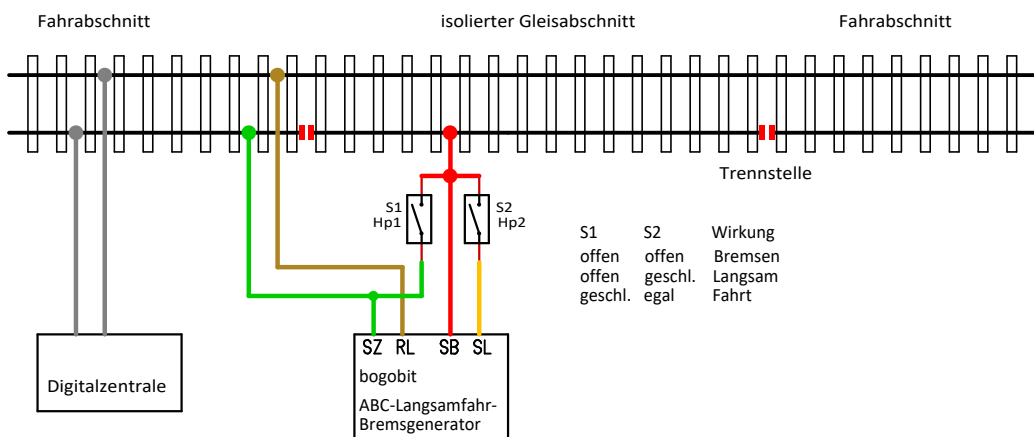 Fahrabschnitt isolierter Gleisabschnitt Fahrabschnitt
Trennstelle
S1 S2
Hp1 Hp2
S1 S2 Wirkung
offen offen Bremsen
offen geschl. Langsam
geschl. egal Fahrt
SZ RL SB SL
Digitalzentrale
bogobit
ABC-Langsamfahr-
Bremsgenerator